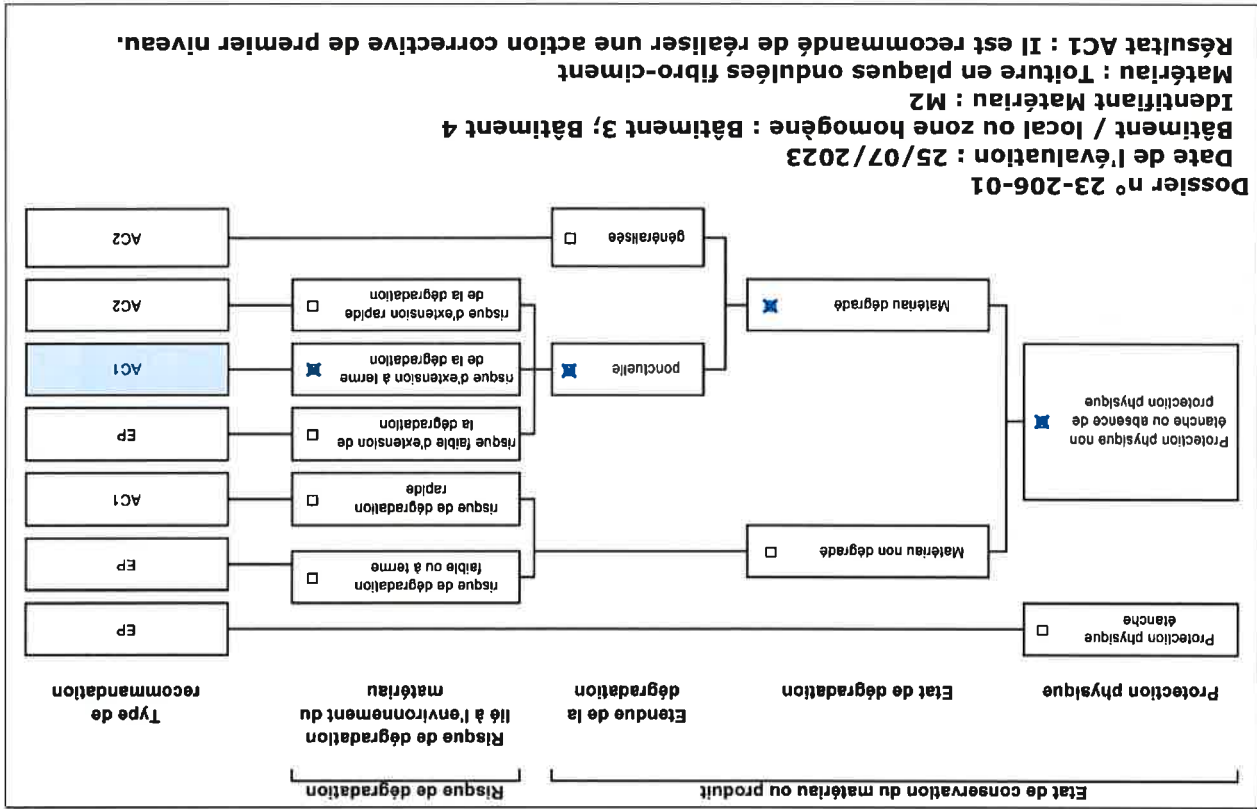 Etat de conservation du matériau ou produit
Risque de dégradation
Protection physique
Etat de dégradation
Etendue de la
dégradation
Risque de dégradation
lié à l'environnement du
matériau
Type de
recommandation
Protection physique
étanche
EP
risque de dégradation
faible ou à terme
EP
Matériau non dégradé
risque de dégradation
rapide
AC1
Protection physique non
étanche ou absence de
protection physique
risque faible d'extension de
la dégradation
EP
ponctuelle
risque d'extension à terme
de la dégradation
AC1
Matériau dégradé
risque d'extension rapide
de la dégradation
AC2
généralisée
AC2
Dossier n° 23-206-01
Date de l'évaluation : 25/07/2023
Bâtiment / local ou zone homogène : Bâtiment 3; Bâtiment 4
Identifiant Matériau : M2
Matériau : Toiture en plaques ondulées fibro-ciment
Résultat AC1 : Il est recommandé de réaliser une action corrective de premier niveau.